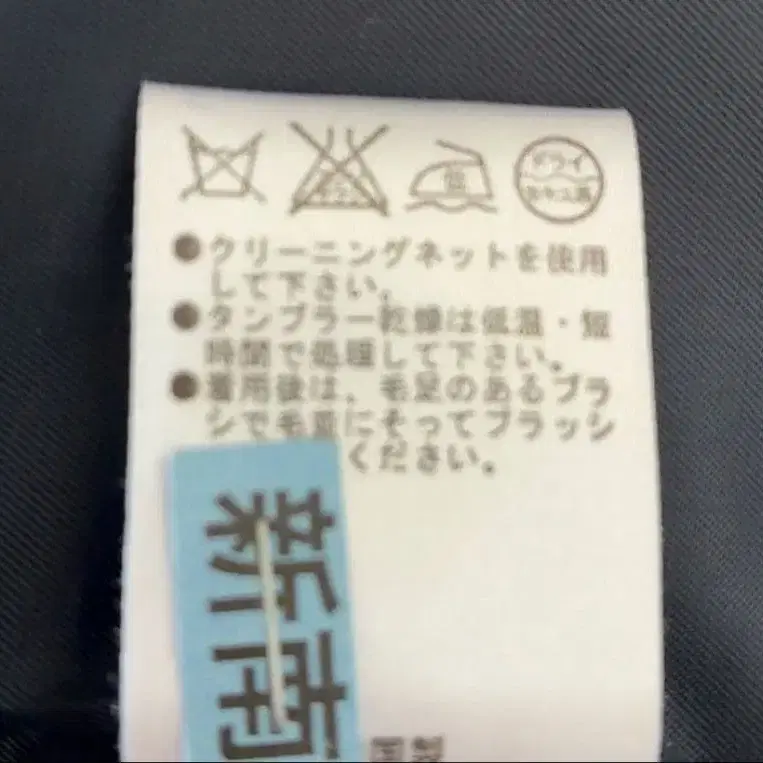 ドライ
セキユ系
●クリーニングネットを使用
して下さい。
●タンブラー乾燥は低温・短
時間で処理して下さい。
●着用後は、毛足のあるブラ
シで毛並にそってブラッシ
ください。
新南